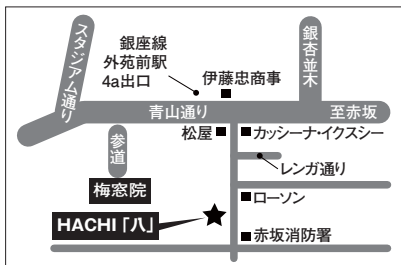 スタジアム通り
銀座線
外苑前駅
4a出口
伊藤忠商事
銀杏並木
青山通り
至赤坂
参道
松屋
カッシーナ・イクスシー
レンガ通り
梅窓院
ローソン
HACHI「八」
赤坂消防署